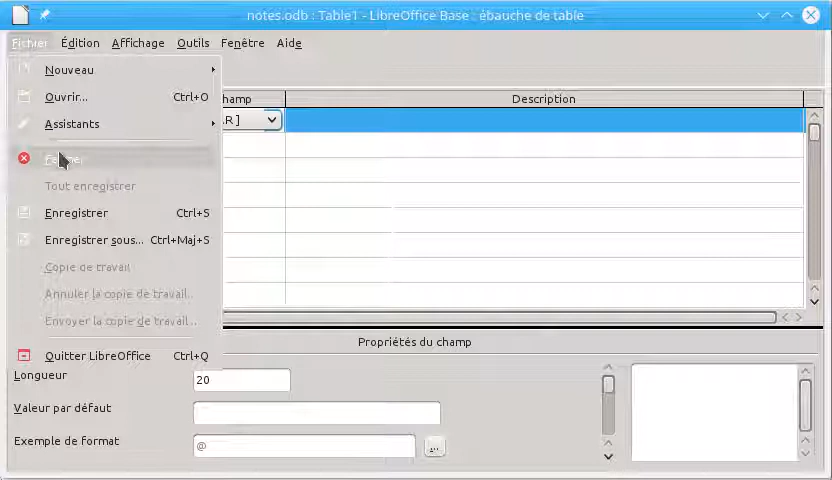 notes.odb : Table1 - LibreOffice Base : ébauche de table
Fichier Édition Affichage Outils Fenêtre Aide
Nouveau
Ouvrir... Ctrl+O
Assistants
Fermer
Tout enregistrer
Enregistrer Ctrl+S
Enregistrer sous... Ctrl+Maj+S
Copie de travail
Annuler la copie de travail...
Envoyer la copie de travail...
Quitter LibreOffice Ctrl+Q
hamp Description
R ]
Propriétés du champ
Longueur 20
Valeur par défaut
Exemple de format @ ...